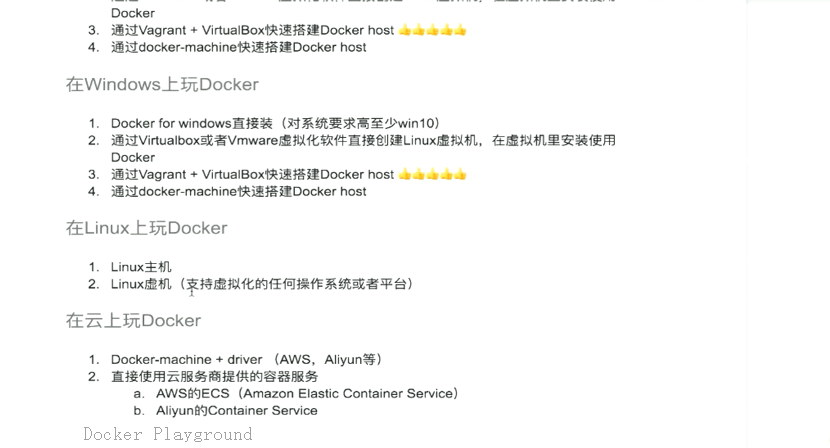 Docker
3. 通过Vagrant + VirtualBox快速搭建Docker host 👍👍👍👍👍
4. 通过docker-machine快速搭建Docker host
在Windows上玩Docker
1. Docker for windows直接装（对系统要求高至少win10）
2. 通过Virtualbox或者Vmware虚拟化软件直接创建Linux虚拟机，在虚拟机里安装使用
Docker
3. 通过Vagrant + VirtualBox快速搭建Docker host 👍👍👍👍👍
4. 通过docker-machine快速搭建Docker host
在Linux上玩Docker
1. Linux主机
2. Linux虚机（支持虚拟化的任何操作系统或者平台）
在云上玩Docker
1. Docker-machine + driver （AWS，Aliyun等）
2. 直接使用云服务商提供的容器服务
a. AWS的ECS（Amazon Elastic Container Service）
b. Aliyun的Container Service
Docker Playground